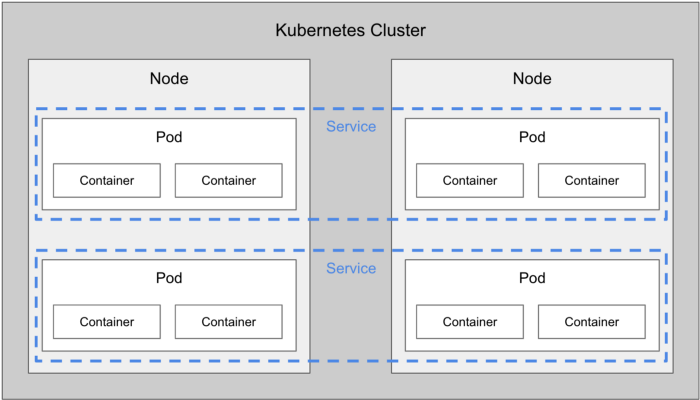 Kubernetes Cluster
Node
Node
Service
Pod
Pod
Container
Container
Container
Container
Service
Pod
Pod
Container
Container
Container
Container